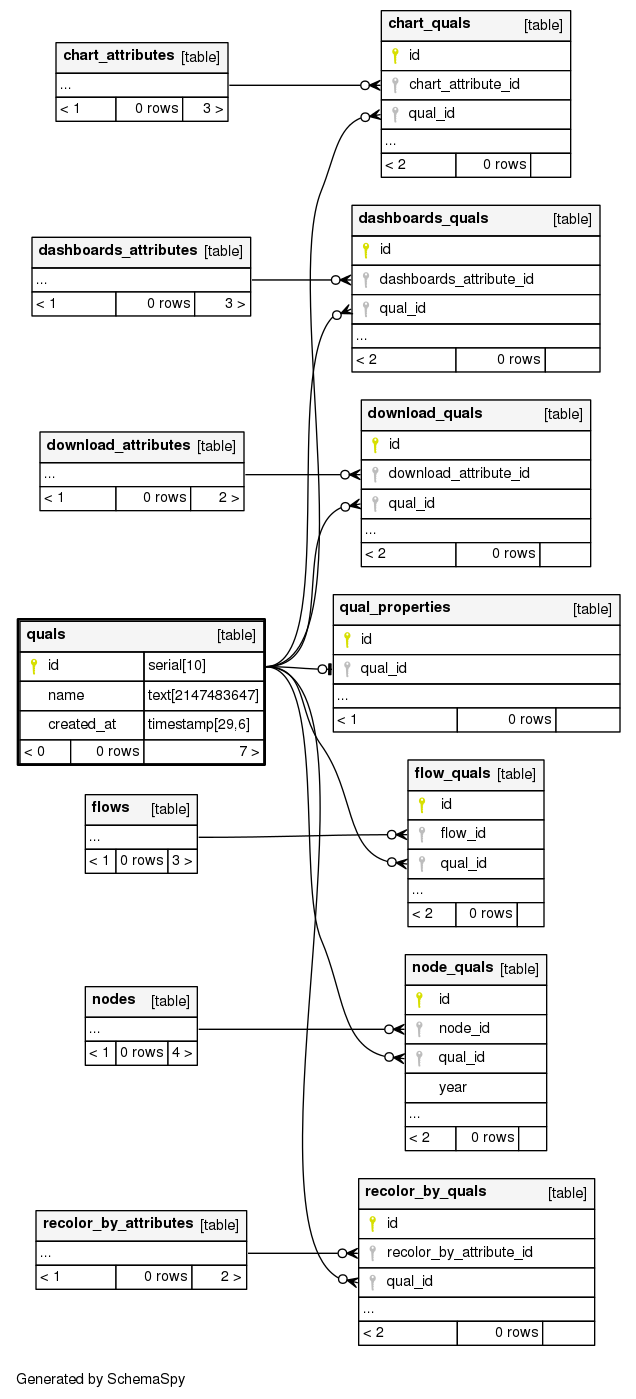 chart_quals [table]
id
chart_attribute_id
qual_id
...
< 2 0 rows
chart_attributes [table]
...
< 1 0 rows 3 >
dashboards_quals [table]
id
dashboards_attribute_id
qual_id
...
< 2 0 rows
dashboards_attributes [table]
...
< 1 0 rows 3 >
download_quals [table]
id
download_attribute_id
qual_id
...
< 2 0 rows
download_attributes [table]
...
< 1 0 rows 2 >
qual_properties [table]
id
qual_id
...
< 1 0 rows
quals [table]
id serial[10]
name text[2147483647]
created_at timestamp[29,6]
< 0 0 rows 7 >
flow_quals [table]
id
flow_id
qual_id
...
< 2 0 rows
flows [table]
...
< 1 0 rows 3 >
node_quals [table]
id
node_id
qual_id
year
...
< 2 0 rows
nodes [table]
...
< 1 0 rows 4 >
recolor_by_quals [table]
id
recolor_by_attribute_id
qual_id
...
< 2 0 rows
recolor_by_attributes [table]
...
< 1 0 rows 2 >
Generated by SchemaSpy